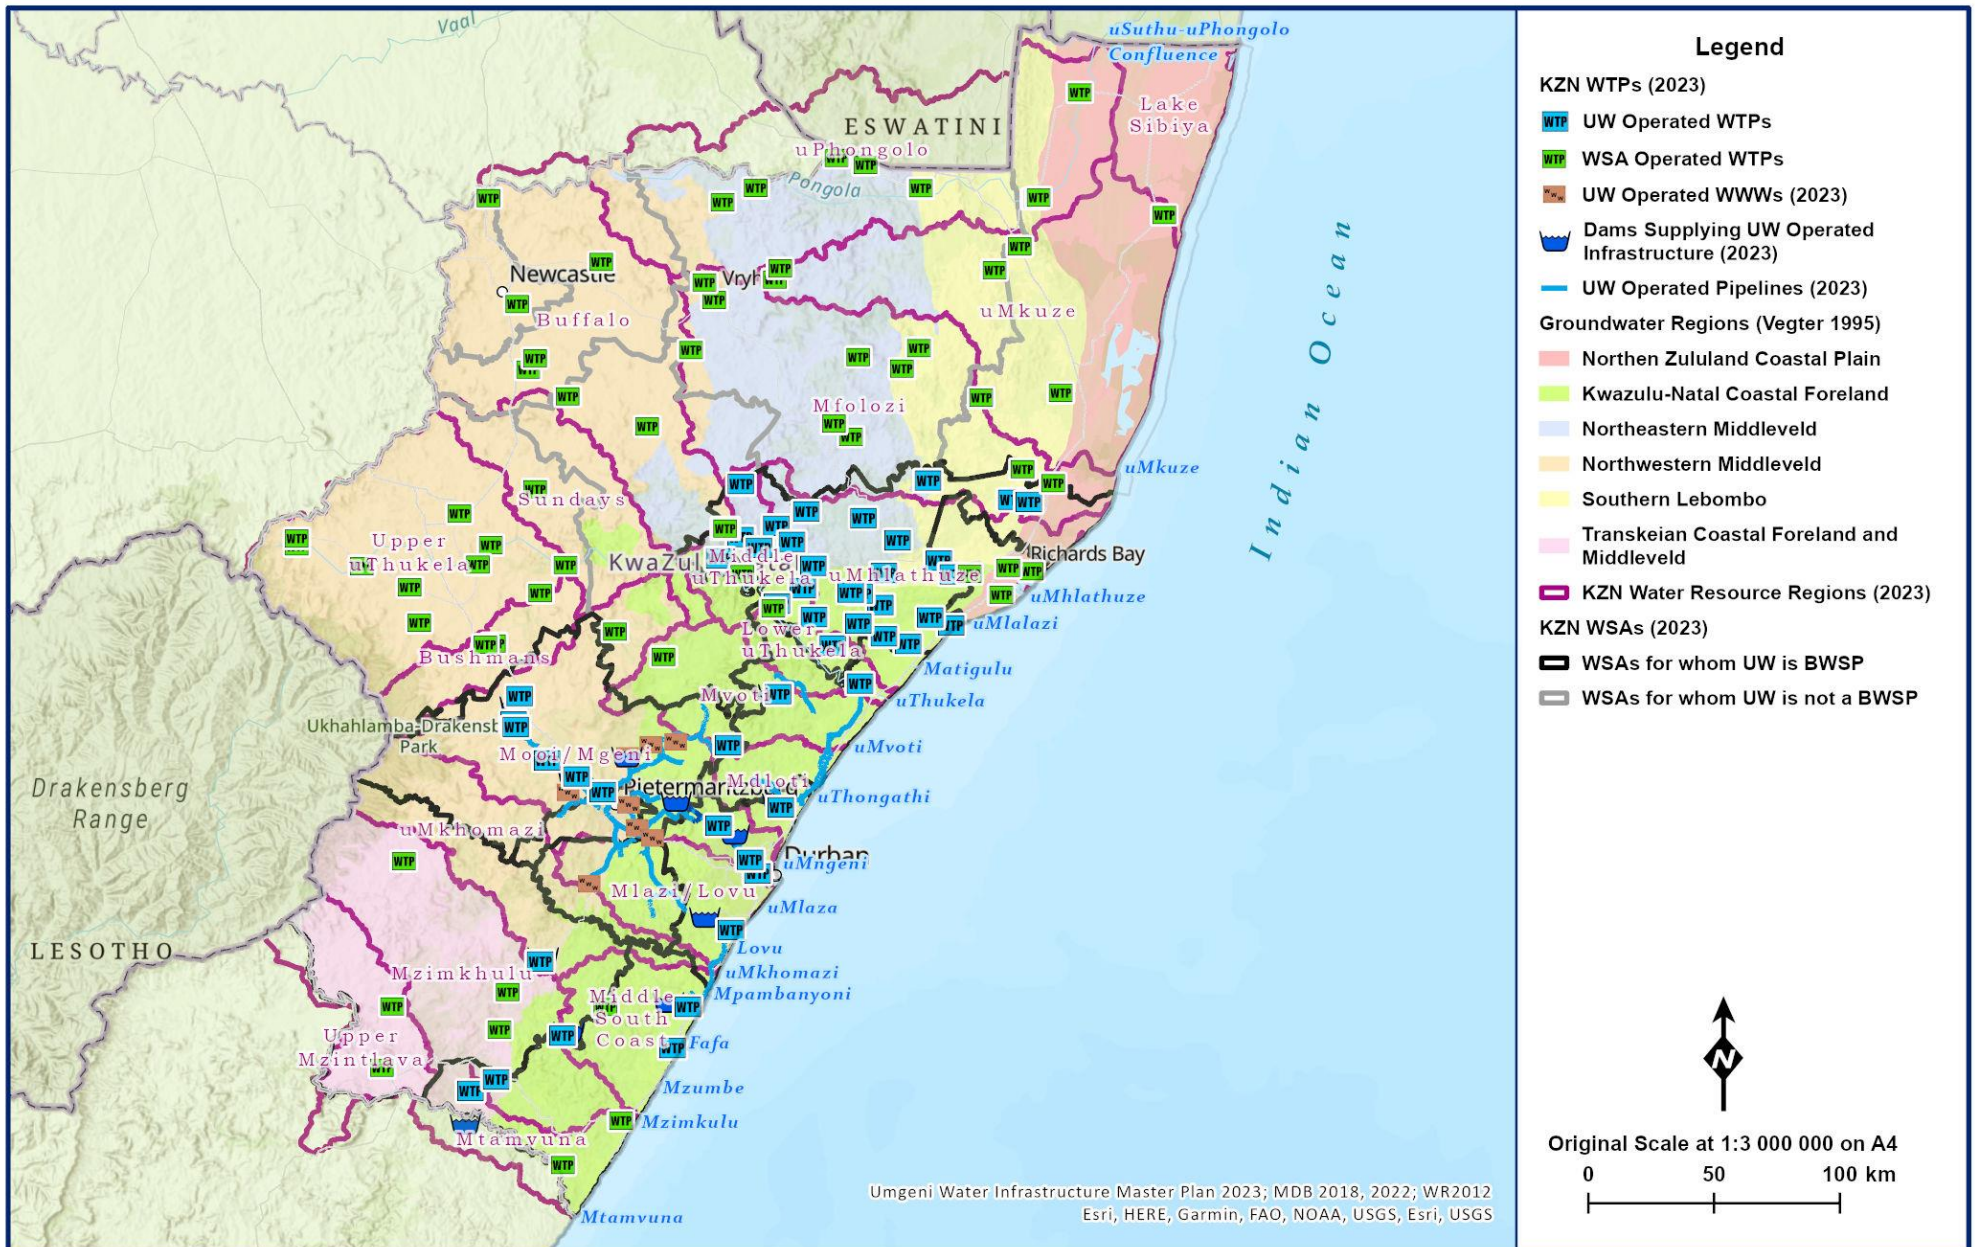 Vaal
uSuthu-uPhongolo
Confluence
Lake
Sibiya
ESWATINI
uPhongolo
Pongola
WTP
Newcastle
Buffalo
Vryh
uMkuze
Mfolozi
Indian Ocean
uMkuze
Sundays
Upper
uThukela
KwaZul
Middle
uThukela
uMhlathuze
Richards Bay
uMhlathuze
uMlalazi
Lower
uThukela
Bushmans
Matigulu
Mvoti
uThukela
Ukhahlamba-Drakensb
Park
Mooi/Mgeni
uMvoti
Drakensberg
Range
Pietermaritzburg
Mdloti
uThongathi
uMkhomazi
Durban
uMngeni
Mlazi/Lovu
uMlaza
LESOTHO
Lovu
Mzimkhulu
uMkhomazi
Mpambanyoni
Middle
South
Coast
Upper
Mzintlava
Fafa
Mzumbe
Mzimkulu
Mtamvuna
Mtamvuna
Umgeni Water Infrastructure Master Plan 2023; MDB 2018, 2022; WR2012
Esri, HERE, Garmin, FAO, NOAA, USGS, Esri, USGS
Legend
KZN WTPs (2023)
WTP UW Operated WTPs
WTP WSA Operated WTPs
UW Operated WWWs (2023)
Dams Supplying UW Operated
Infrastructure (2023)
UW Operated Pipelines (2023)
Groundwater Regions (Vegter 1995)
Northen Zululand Coastal Plain
Kwazulu-Natal Coastal Foreland
Northeastern Middleveld
Northwestern Middleveld
Southern Lebombo
Transkeian Coastal Foreland and
Middleveld
KZN Water Resource Regions (2023)
KZN WSAs (2023)
WSAs for whom UW is BWSP
WSAs for whom UW is not a BWSP
N
Original Scale at 1:3 000 000 on A4
0 50 100 km